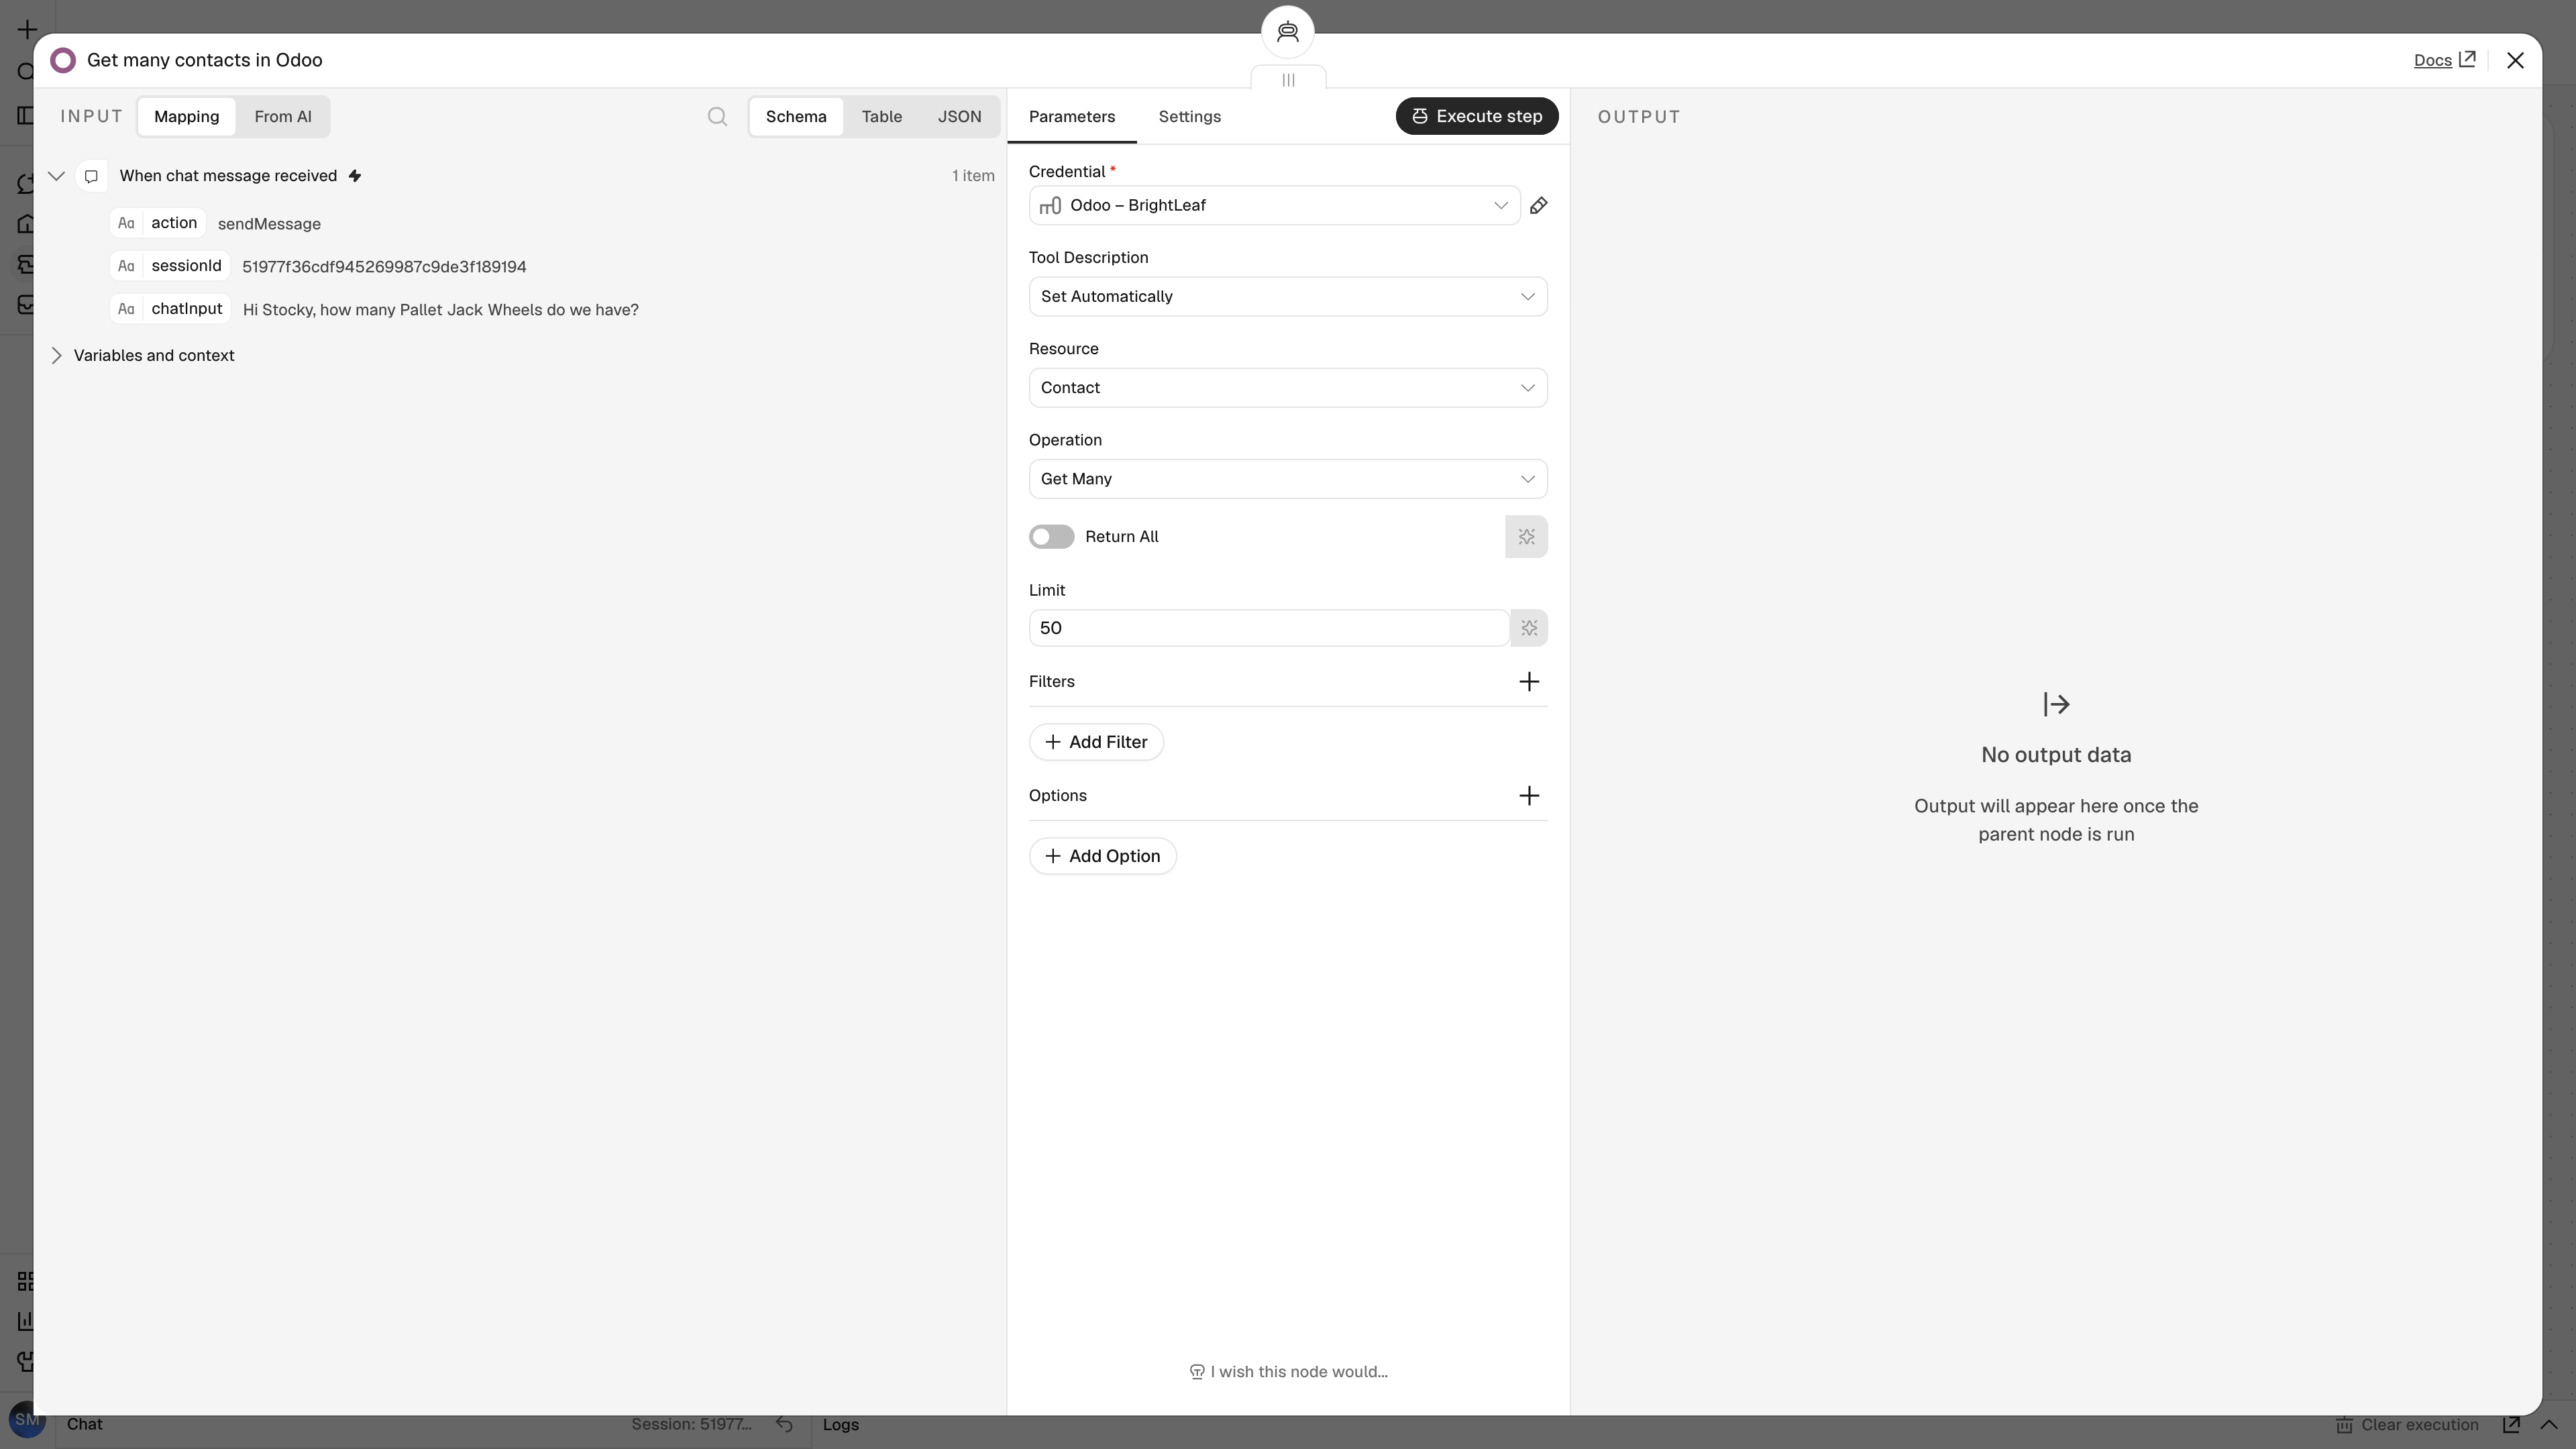 Get many contacts in Odoo
Docs
INPUT
Mapping
From AI
Schema
Table
JSON
When chat message received
1 item
Aa action sendMessage
Aa sessionId 51977f36cdf945269987c9de3f189194
Aa chatInput Hi Stocky, how many Pallet Jack Wheels do we have?
Variables and context
Parameters
Settings
Execute step
Credential *
Odoo – BrightLeaf
Tool Description
Set Automatically
Resource
Contact
Operation
Get Many
Return All
Limit
50
Filters
Add Filter
Options
Add Option
I wish this node would...
OUTPUT
No output data
Output will appear here once the
parent node is run
SM
Chat
Session: 51977...
Logs
Clear execution